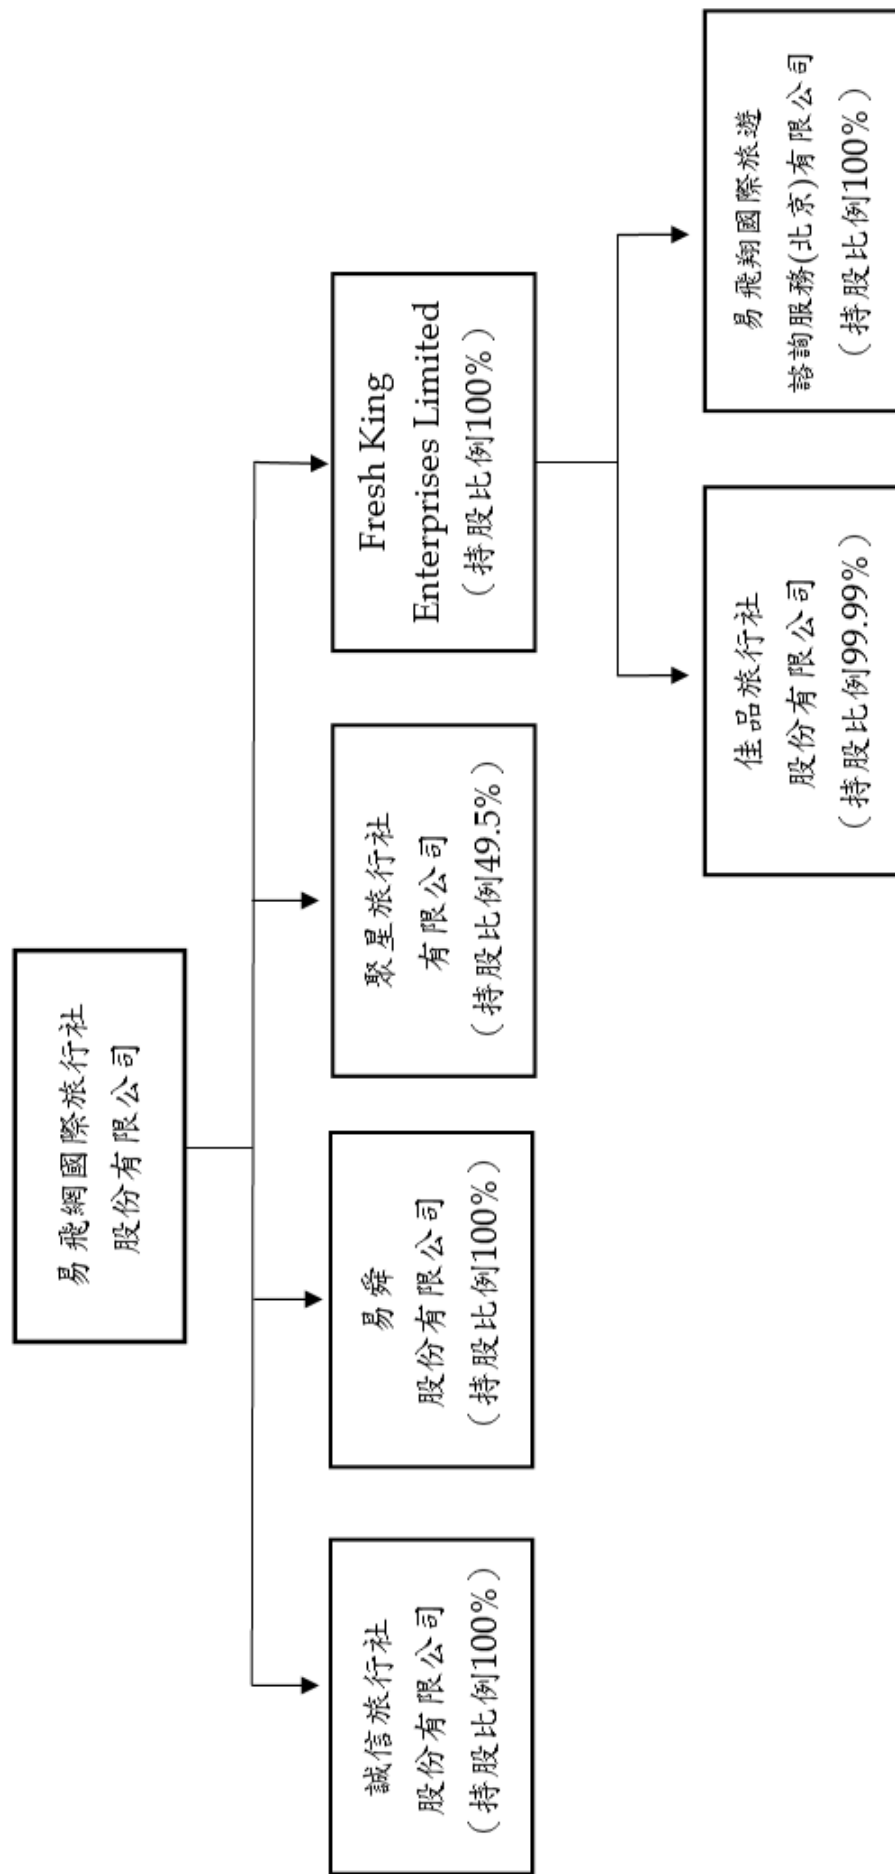 易飛網國際旅行社
股份有限公司
誠信旅行社
股份有限公司
（持股比例100%）
易舜
股份有限公司
（持股比例100%）
聚星旅行社
有限公司
（持股比例49.5%）
Fresh King
Enterprises Limited
（持股比例100%）
佳品旅行社
股份有限公司
（持股比例99.99%）
易飛翔國際旅遊
諮詢服務(北京)有限公司
（持股比例100%）